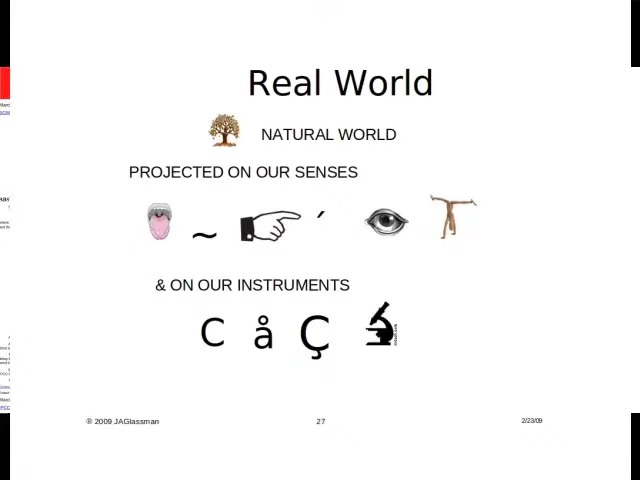 Real World
NATURAL WORLD
PROJECTED ON OUR SENSES
~ ´
& ON OUR INSTRUMENTS
C å Ç
® 2009 JAGlassman 27 2/23/09